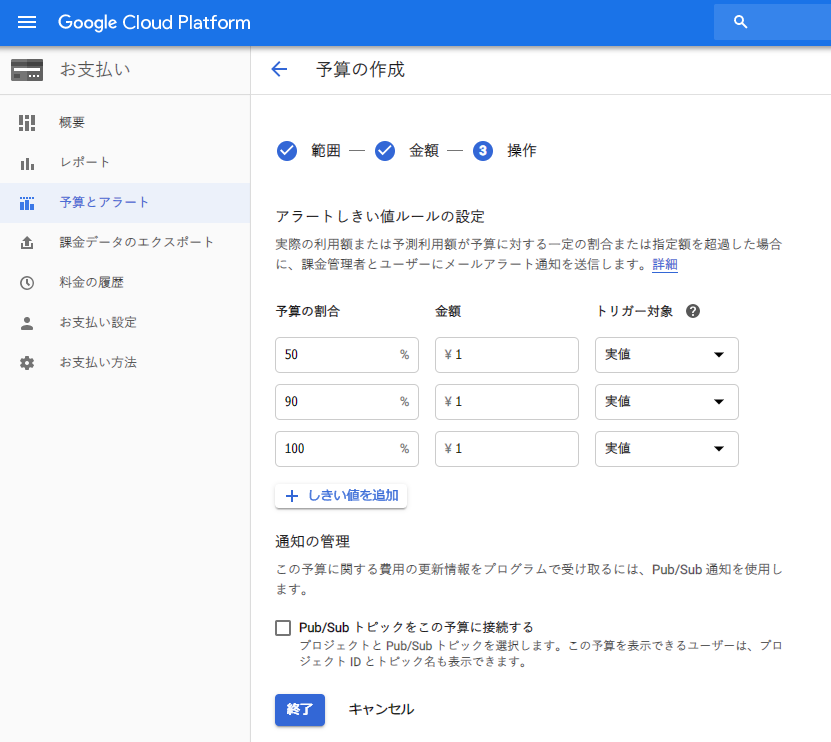 Google Cloud Platform
お支払い
予算の作成
概要
レポート
予算とアラート
課金データのエクスポート
料金の履歴
お支払い設定
お支払い方法
範囲 — 金額 — 3 操作
アラートしきい値ルールの設定
実際の利用額または予測利用額が予算に対する一定の割合または指定額を超過した場合
に、課金管理者とユーザーにメールアラート通知を送信します。詳細
予算の割合 金額 トリガー対象 ?
50 % ¥ 1 実値
90 % ¥ 1 実値
100 % ¥ 1 実値
+ しきい値を追加
通知の管理
この予算に関する費用の更新情報をプログラムで受け取るには、Pub/Sub 通知を使用し
ます。
Pub/Sub トピックをこの予算に接続する
プロジェクトと Pub/Sub トピックを選択します。この予算を表示できるユーザーは、プロ
ジェクト ID とトピック名も表示できます。
終了 キャンセル